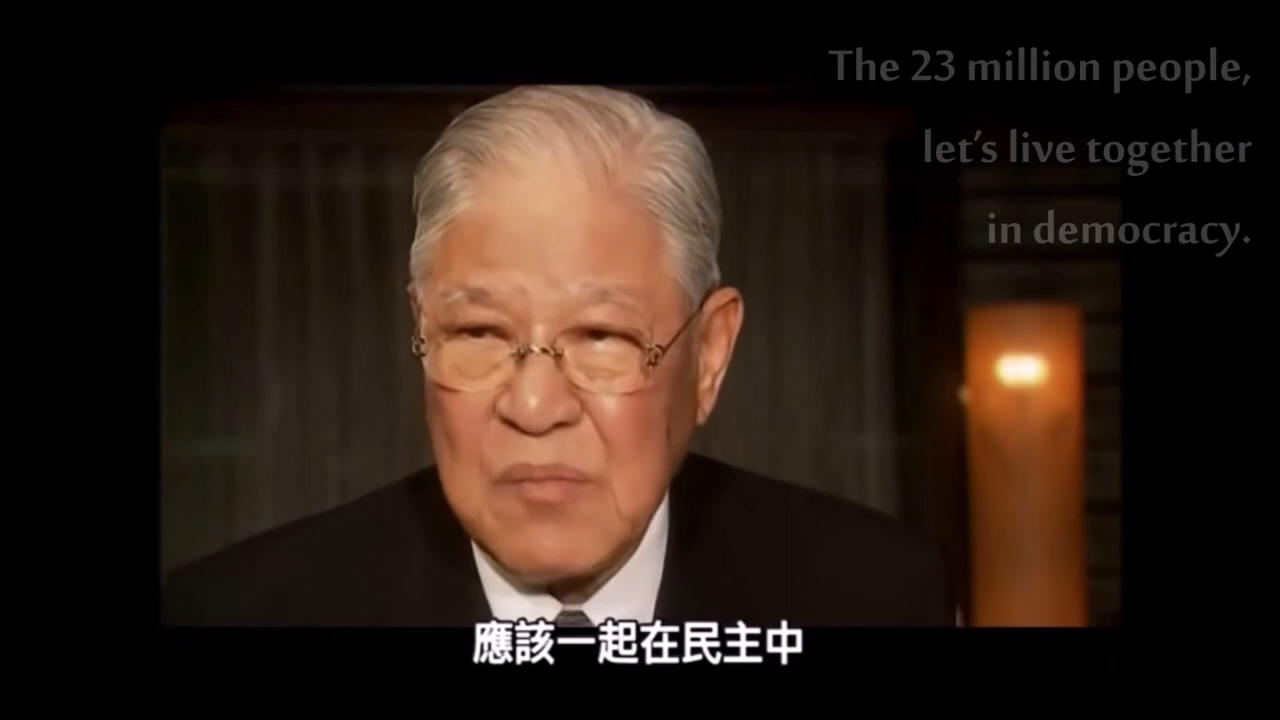 The 23 million people,
let's live together
in democracy.
應該一起在民主中